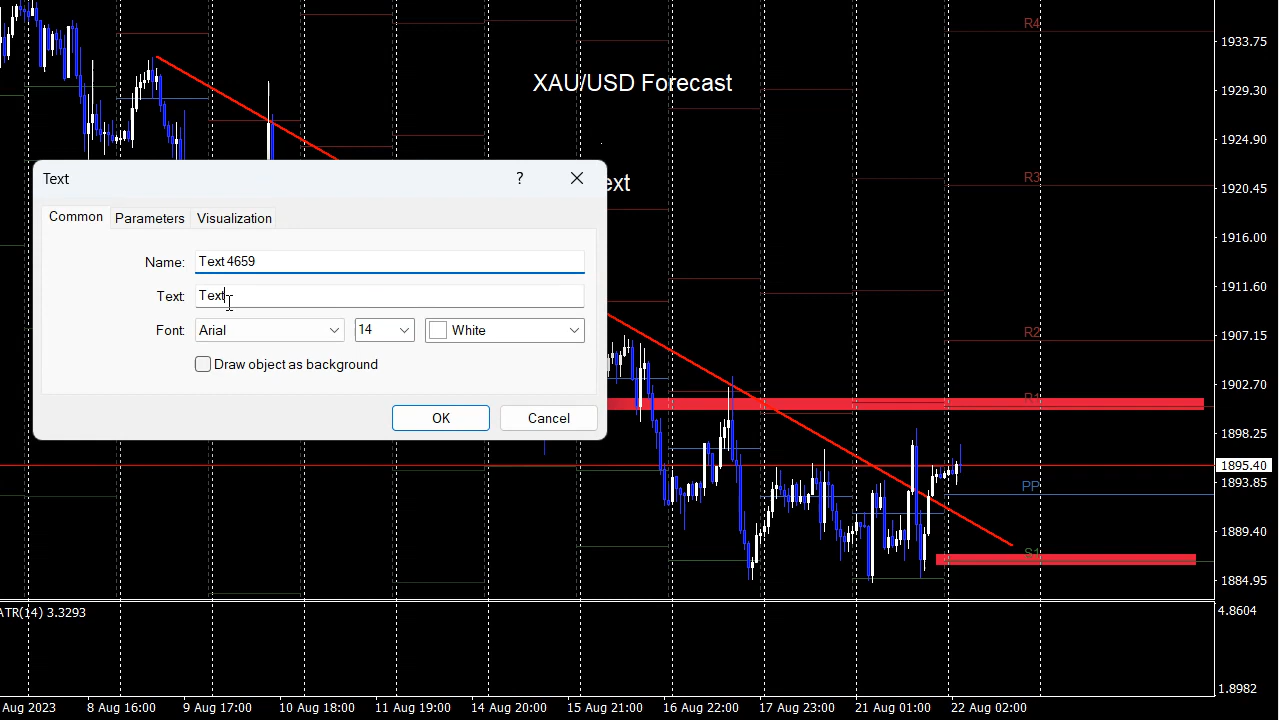 R4
1933.75
XAU/USD Forecast
1929.30
1924.90
Text
?
ext
R3
1920.45
Common
Parameters
Visualization
1916.00
Name:
Text 4659
Text:
Text
1911.60
Font:
Arial
14
White
R2
1907.15
Draw object as background
1902.70
R1
OK
Cancel
1898.25
1895.40
1893.85
PP
1889.40
S1
1884.95
ATR(14) 3.3293
4.8604
1.8982
Aug 2023
8 Aug 16:00
9 Aug 17:00
10 Aug 18:00
11 Aug 19:00
14 Aug 20:00
15 Aug 21:00
16 Aug 22:00
17 Aug 23:00
21 Aug 01:00
22 Aug 02:00